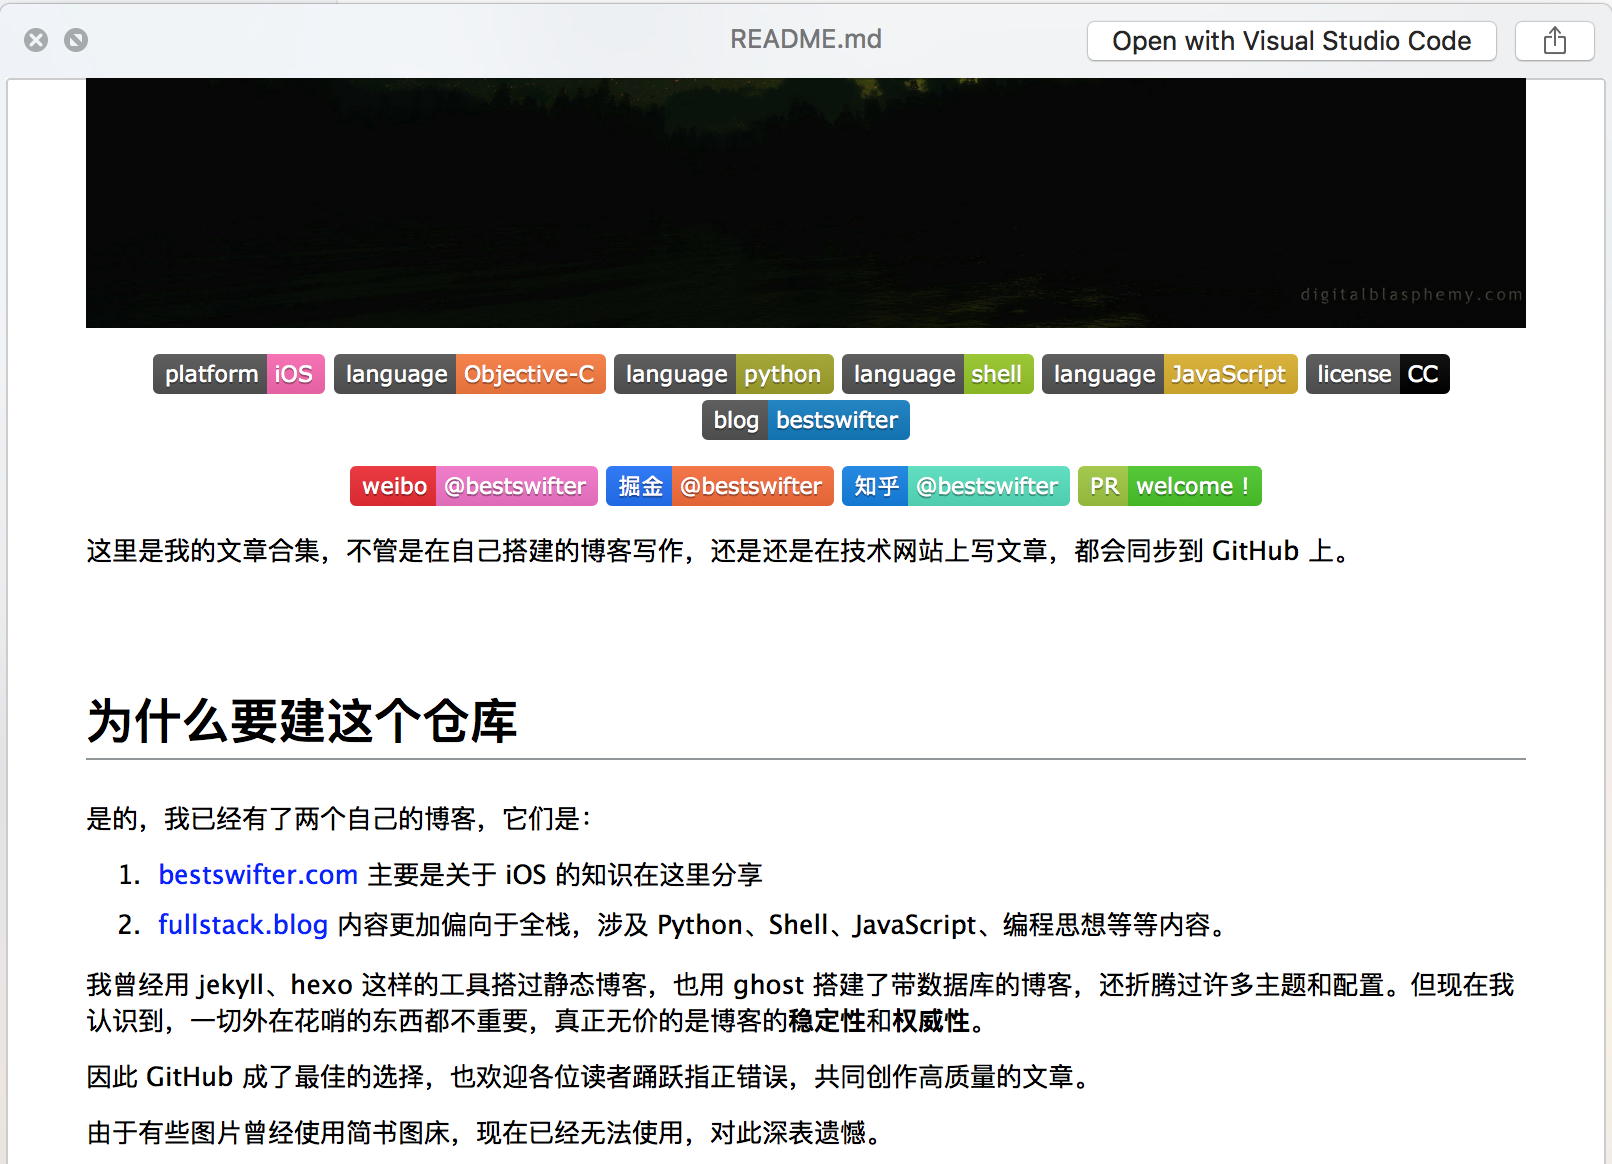 README.md
Open with Visual Studio Code
digitalblasphemy.com
platform iOS language Objective-C language python language shell language JavaScript license CC
blog bestswifter
weibo @bestswifter 掘金 @bestswifter 知乎 @bestswifter PR welcome！
这里是我的文章合集，不管是在自己搭建的博客写作，还是还是在技术网站上写文章，都会同步到 GitHub 上。
为什么要建这个仓库
是的，我已经有了两个自己的博客，它们是：
1. bestswifter.com 主要是关于 iOS 的知识在这里分享
2. fullstack.blog 内容更加偏向于全栈，涉及 Python、Shell、JavaScript、编程思想等等内容。
我曾经用 jekyll、hexo 这样的工具搭过静态博客，也用 ghost 搭建了带数据库的博客，还折腾过许多主题和配置。但现在我
认识到，一切外在花哨的东西都不重要，真正无价的是博客的稳定性和权威性。
因此 GitHub 成了最佳的选择，也欢迎各位读者踊跃指正错误，共同创作高质量的文章。
由于有些图片曾经使用简书图床，现在已经无法使用，对此深表遗憾。